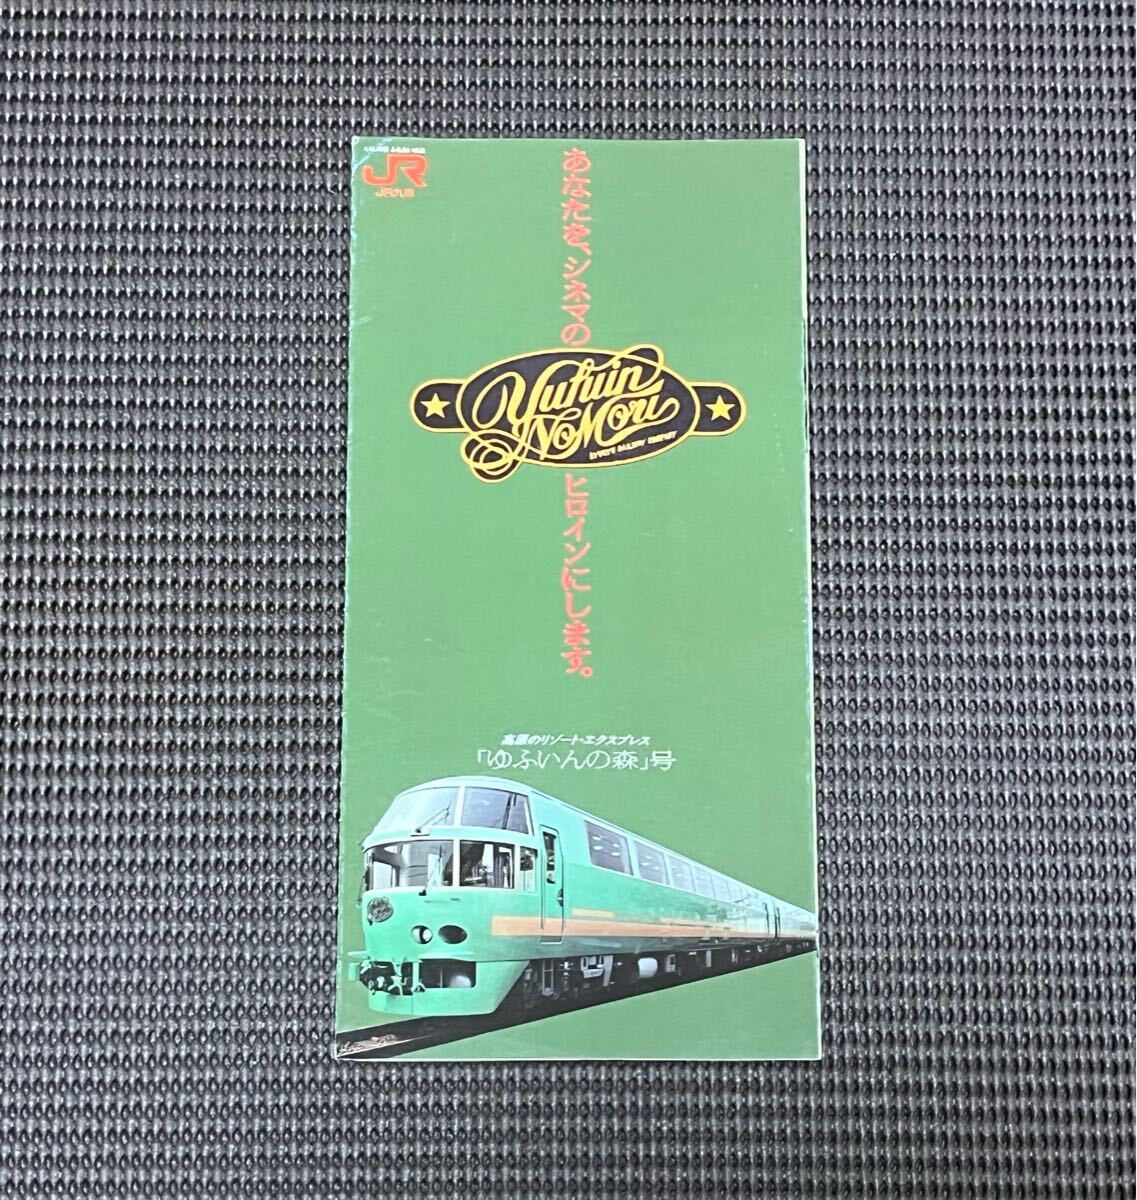 JR
JR九州
あなたを、シネマの
Yufuin
No Mori
ヒロインにします。
高原のリゾート・エクスプレス
「ゆふいんの森」号